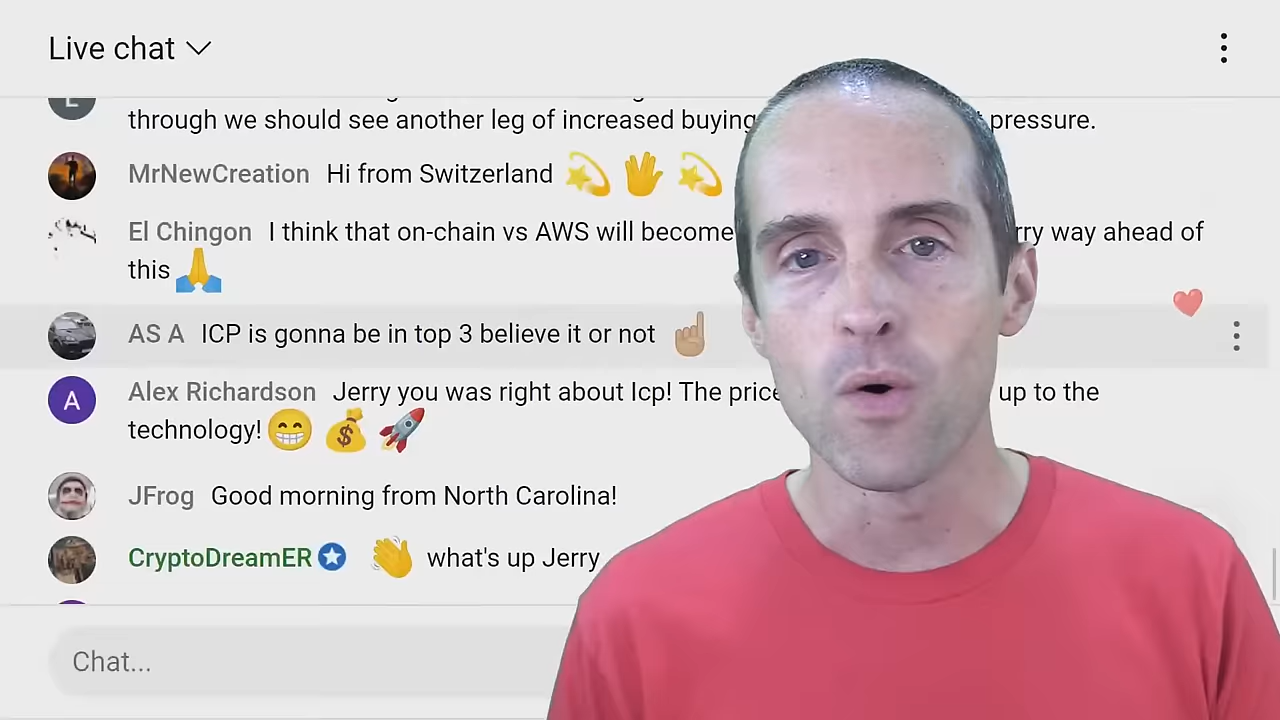 Live chat
through we should see another leg of increased buying pressure.
MrNewCreation Hi from Switzerland 💫 🖖 💫
El Chingon I think that on-chain vs AWS will become way ahead of
this 🙏
AS A ICP is gonna be in top 3 believe it or not ☝🏽
Alex Richardson Jerry you was right about Icp! The price up to the
A
technology! 😁 💰 🚀
JFrog Good morning from North Carolina!
CryptoDreamER 👋 what's up Jerry
Chat...